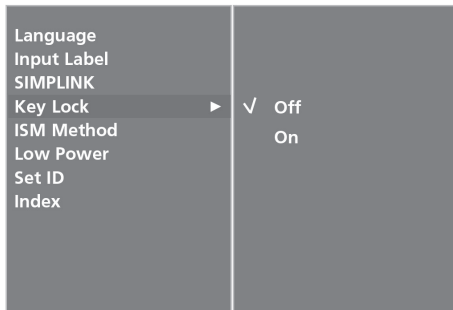 Language
Input Label
SIMPLINK
Key Lock ►
ISM Method
Low Power
Set ID
Index
√ Off
On